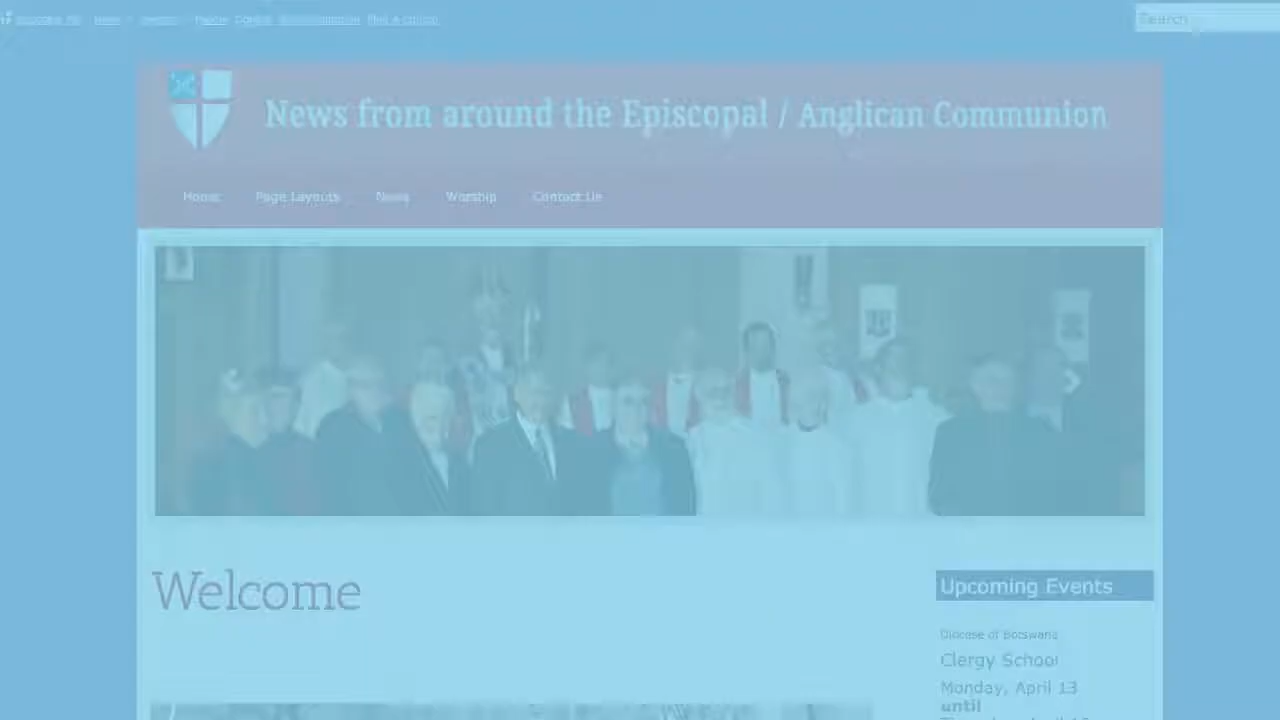 Search
News from around the Episcopal / Anglican Communion
Home Page Layouts News Worship Contact Us
Welcome
Upcoming Events
Diocese of Botswana
Clergy School
Monday, April 13
until